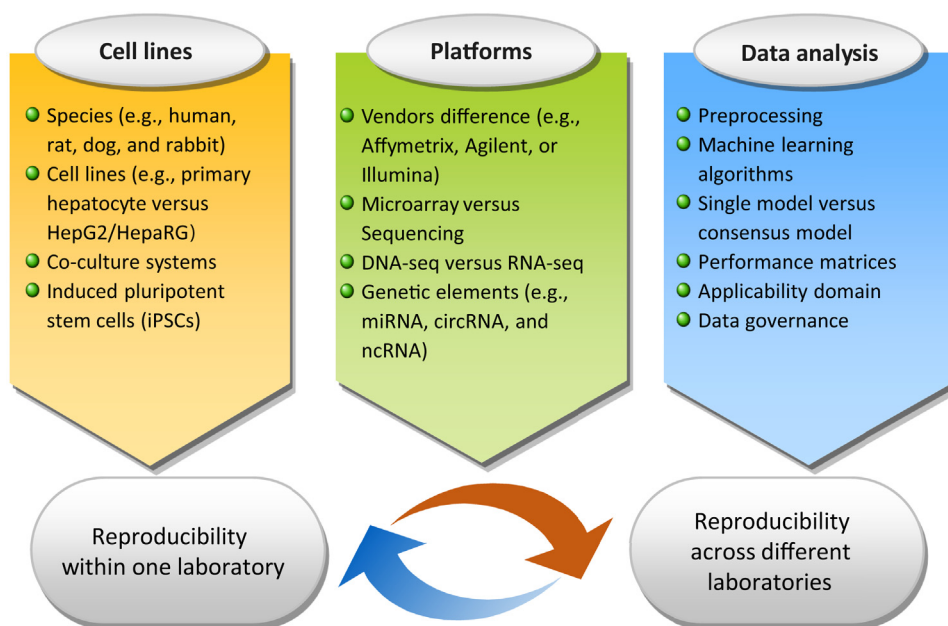 Cell lines
Species (e.g., human,
rat, dog, and rabbit)
Cell lines (e.g., primary
hepatocyte versus
HepG2/HepaRG)
Co-culture systems
Induced pluripotent
stem cells (iPSCs)
Platforms
Vendors difference (e.g.,
Affymetrix, Agilent, or
Illumina)
Microarray versus
Sequencing
DNA-seq versus RNA-seq
Genetic elements (e.g.,
miRNA, circRNA, and
ncRNA)
Data analysis
Preprocessing
Machine learning
algorithms
Single model versus
consensus model
Performance matrices
Applicability domain
Data governance
Reproducibility
within one laboratory
Reproducibility
across different
laboratories